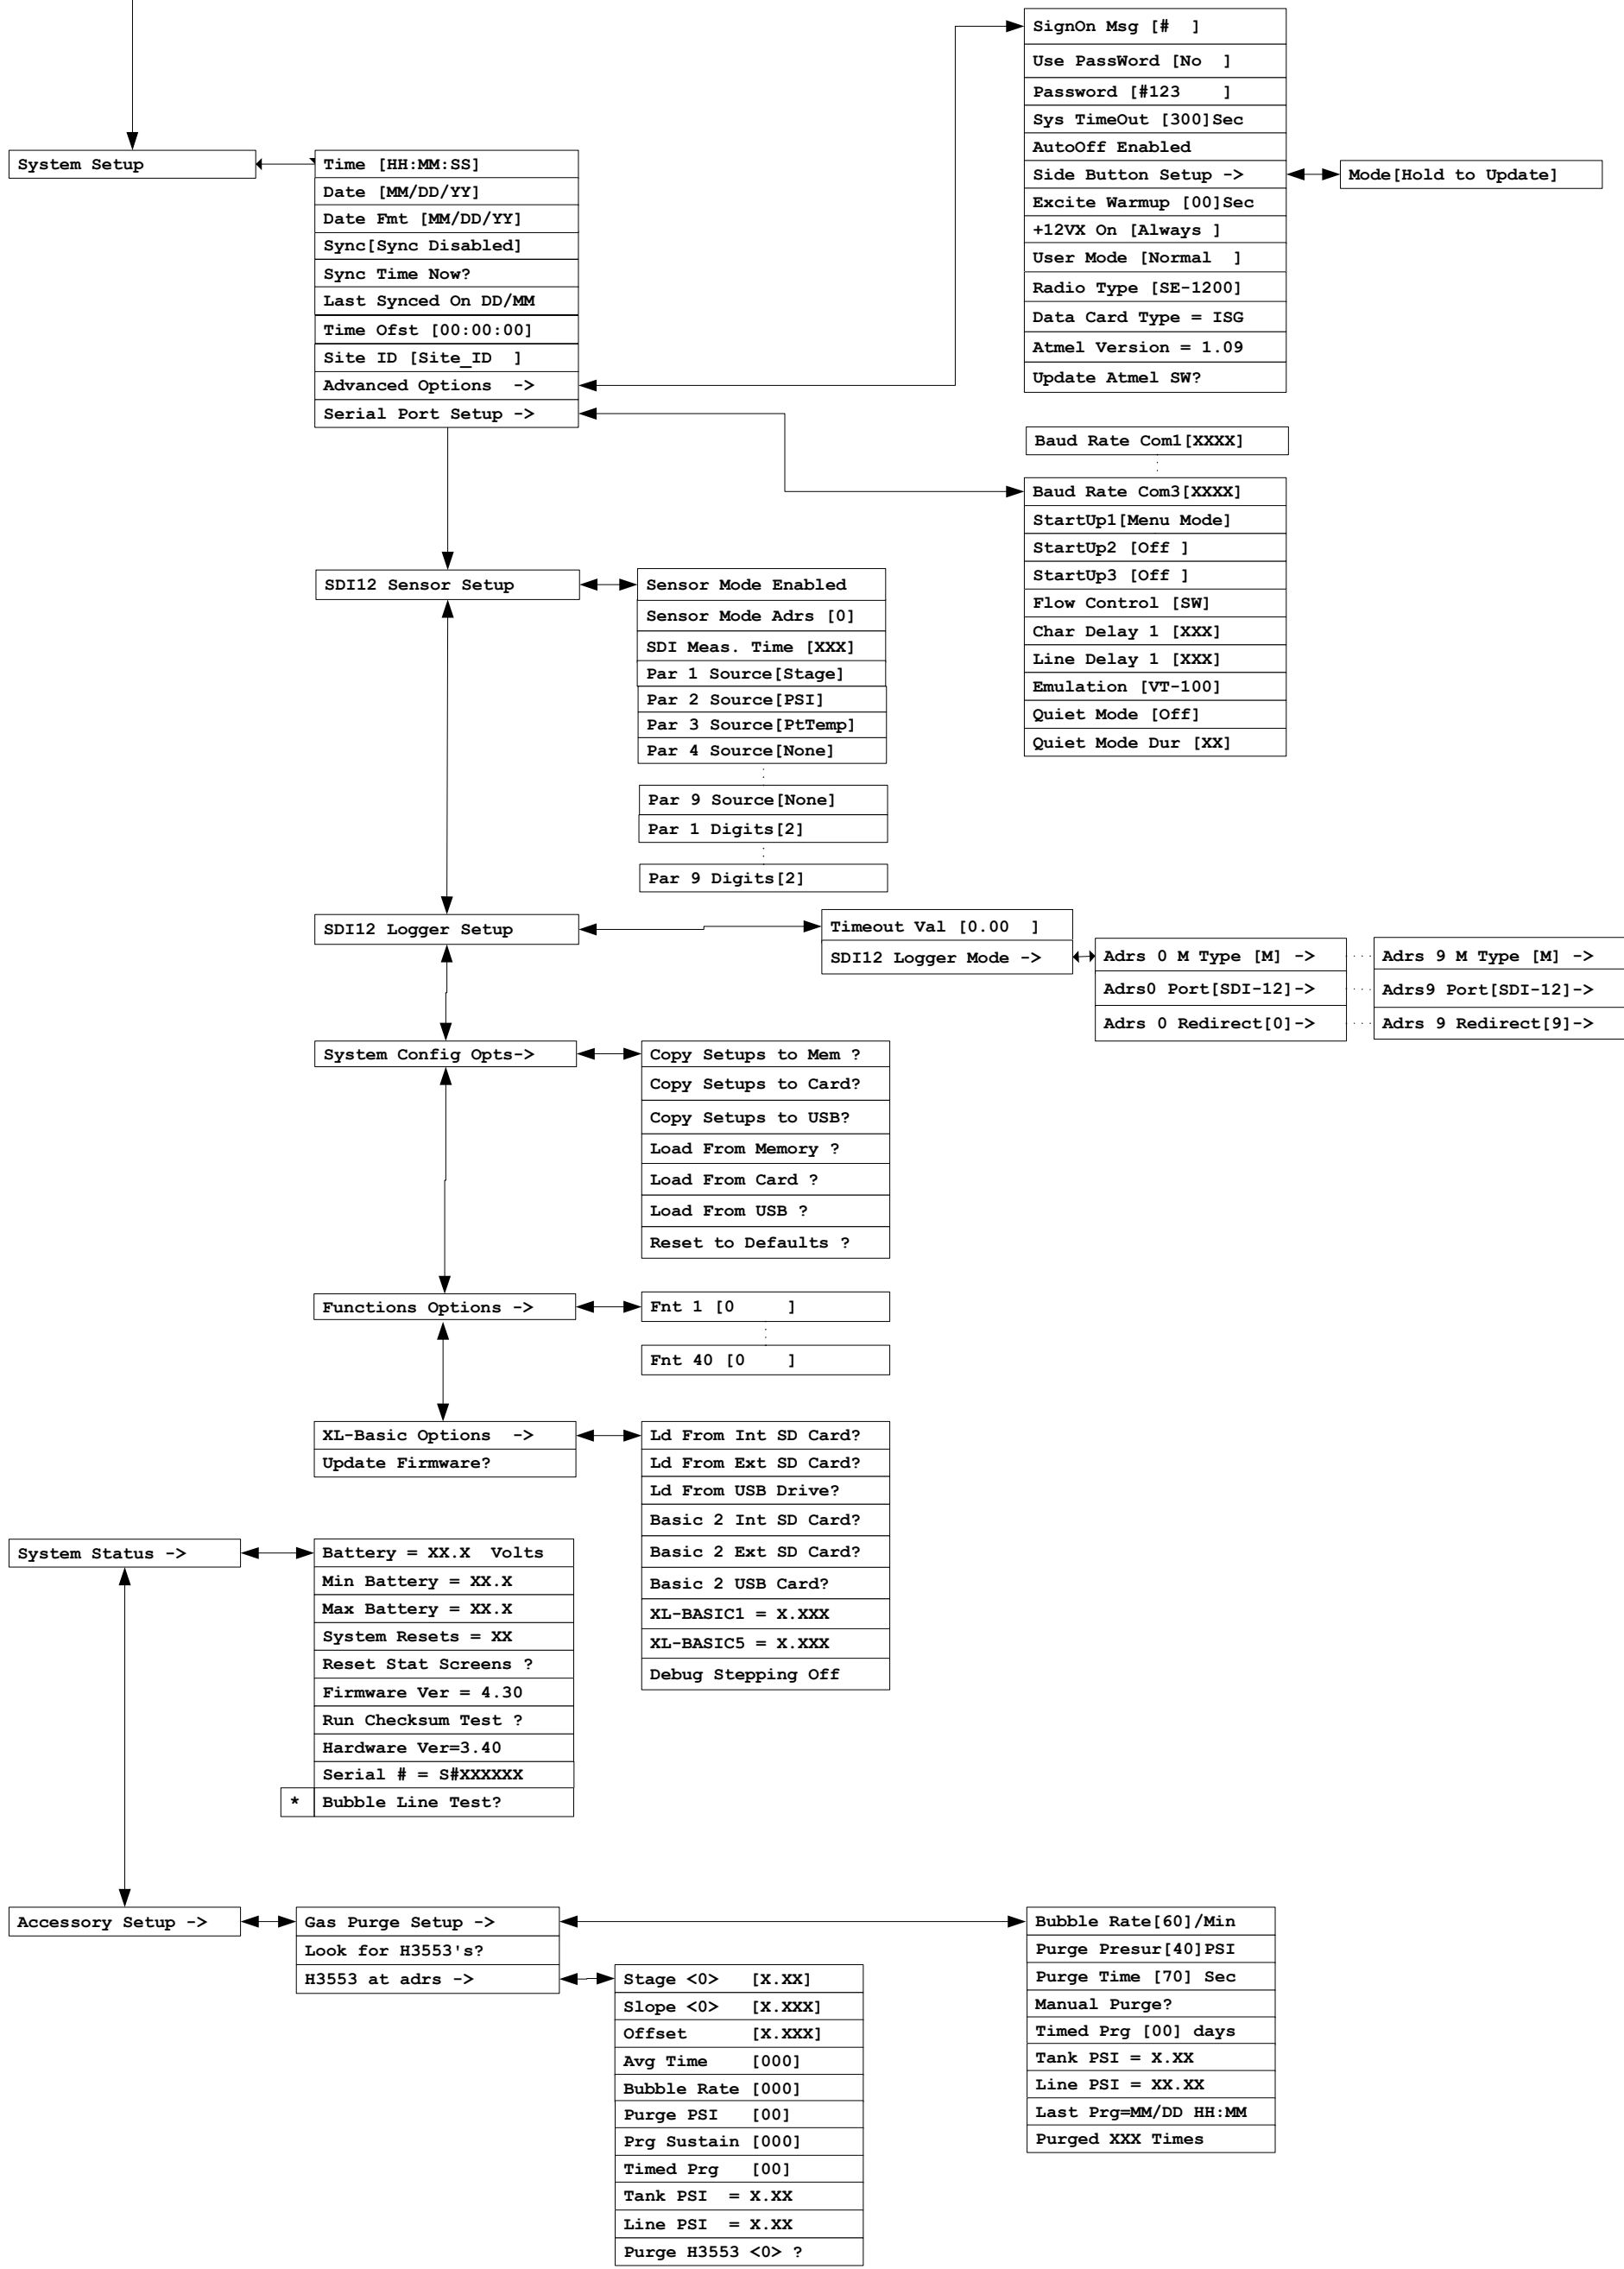 System Setup
Time [HH:MM:SS]
Date [MM/DD/YY]
Date Fmt [MM/DD/YY]
Sync[Sync Disabled]
Sync Time Now?
Last Synced On DD/MM
Time Ofst [00:00:00]
Site ID [Site_ID  ]
Advanced Options  ->
Serial Port Setup ->
SignOn Msg [#  ]
Use PassWord [No  ]
Password [#123    ]
Sys TimeOut [300]Sec
AutoOff Enabled
Side Button Setup ->
Excite Warmup [00]Sec
+12VX On [Always ]
User Mode [Normal  ]
Radio Type [SE-1200]
Data Card Type = ISG
Atmel Version = 1.09
Update Atmel SW?
Mode[Hold to Update]
Baud Rate Com1[XXXX]
Baud Rate Com3[XXXX]
StartUp1[Menu Mode]
StartUp2 [Off ]
StartUp3 [Off ]
Flow Control [SW]
Char Delay 1 [XXX]
Line Delay 1 [XXX]
Emulation [VT-100]
Quiet Mode [Off]
Quiet Mode Dur [XX]
SDI12 Sensor Setup
Sensor Mode Enabled
Sensor Mode Adrs [0]
SDI Meas. Time [XXX]
Par 1 Source[Stage]
Par 2 Source[PSI]
Par 3 Source[PtTemp]
Par 4 Source[None]
Par 9 Source[None]
Par 1 Digits[2]
Par 9 Digits[2]
SDI12 Logger Setup
Timeout Val [0.00  ]
SDI12 Logger Mode ->
Adrs 0 M Type [M] ->
Adrs0 Port[SDI-12]->
Adrs 0 Redirect[0]->
Adrs 9 M Type [M] ->
Adrs9 Port[SDI-12]->
Adrs 9 Redirect[9]->
System Config Opts->
Copy Setups to Mem ?
Copy Setups to Card?
Copy Setups to USB?
Load From Memory ?
Load From Card ?
Load From USB ?
Reset to Defaults ?
Functions Options ->
Fnt 1 [0     ]
Fnt 40 [0    ]
XL-Basic Options  ->
Update Firmware?
Ld From Int SD Card?
Ld From Ext SD Card?
Ld From USB Drive?
Basic 2 Int SD Card?
Basic 2 Ext SD Card?
Basic 2 USB Card?
XL-BASIC1 = X.XXX
XL-BASIC5 = X.XXX
Debug Stepping Off
System Status ->
Battery = XX.X  Volts
Min Battery = XX.X
Max Battery = XX.X
System Resets = XX
Reset Stat Screens ?
Firmware Ver = 4.30
Run Checksum Test ?
Hardware Ver=3.40
Serial # = S#XXXXXX
* Bubble Line Test?
Accessory Setup ->
Gas Purge Setup ->
Look for H3553's?
H3553 at adrs ->
Stage <0>   [X.XX]
Slope <0>   [X.XXX]
Offset      [X.XXX]
Avg Time    [000]
Bubble Rate [000]
Purge PSI   [00]
Prg Sustain [000]
Timed Prg   [00]
Tank PSI  = X.XX
Line PSI  = X.XX
Purge H3553 <0> ?
Bubble Rate[60]/Min
Purge Presur[40]PSI
Purge Time [70] Sec
Manual Purge?
Timed Prg [00] days
Tank PSI = X.XX
Line PSI = XX.XX
Last Prg=MM/DD HH:MM
Purged XXX Times